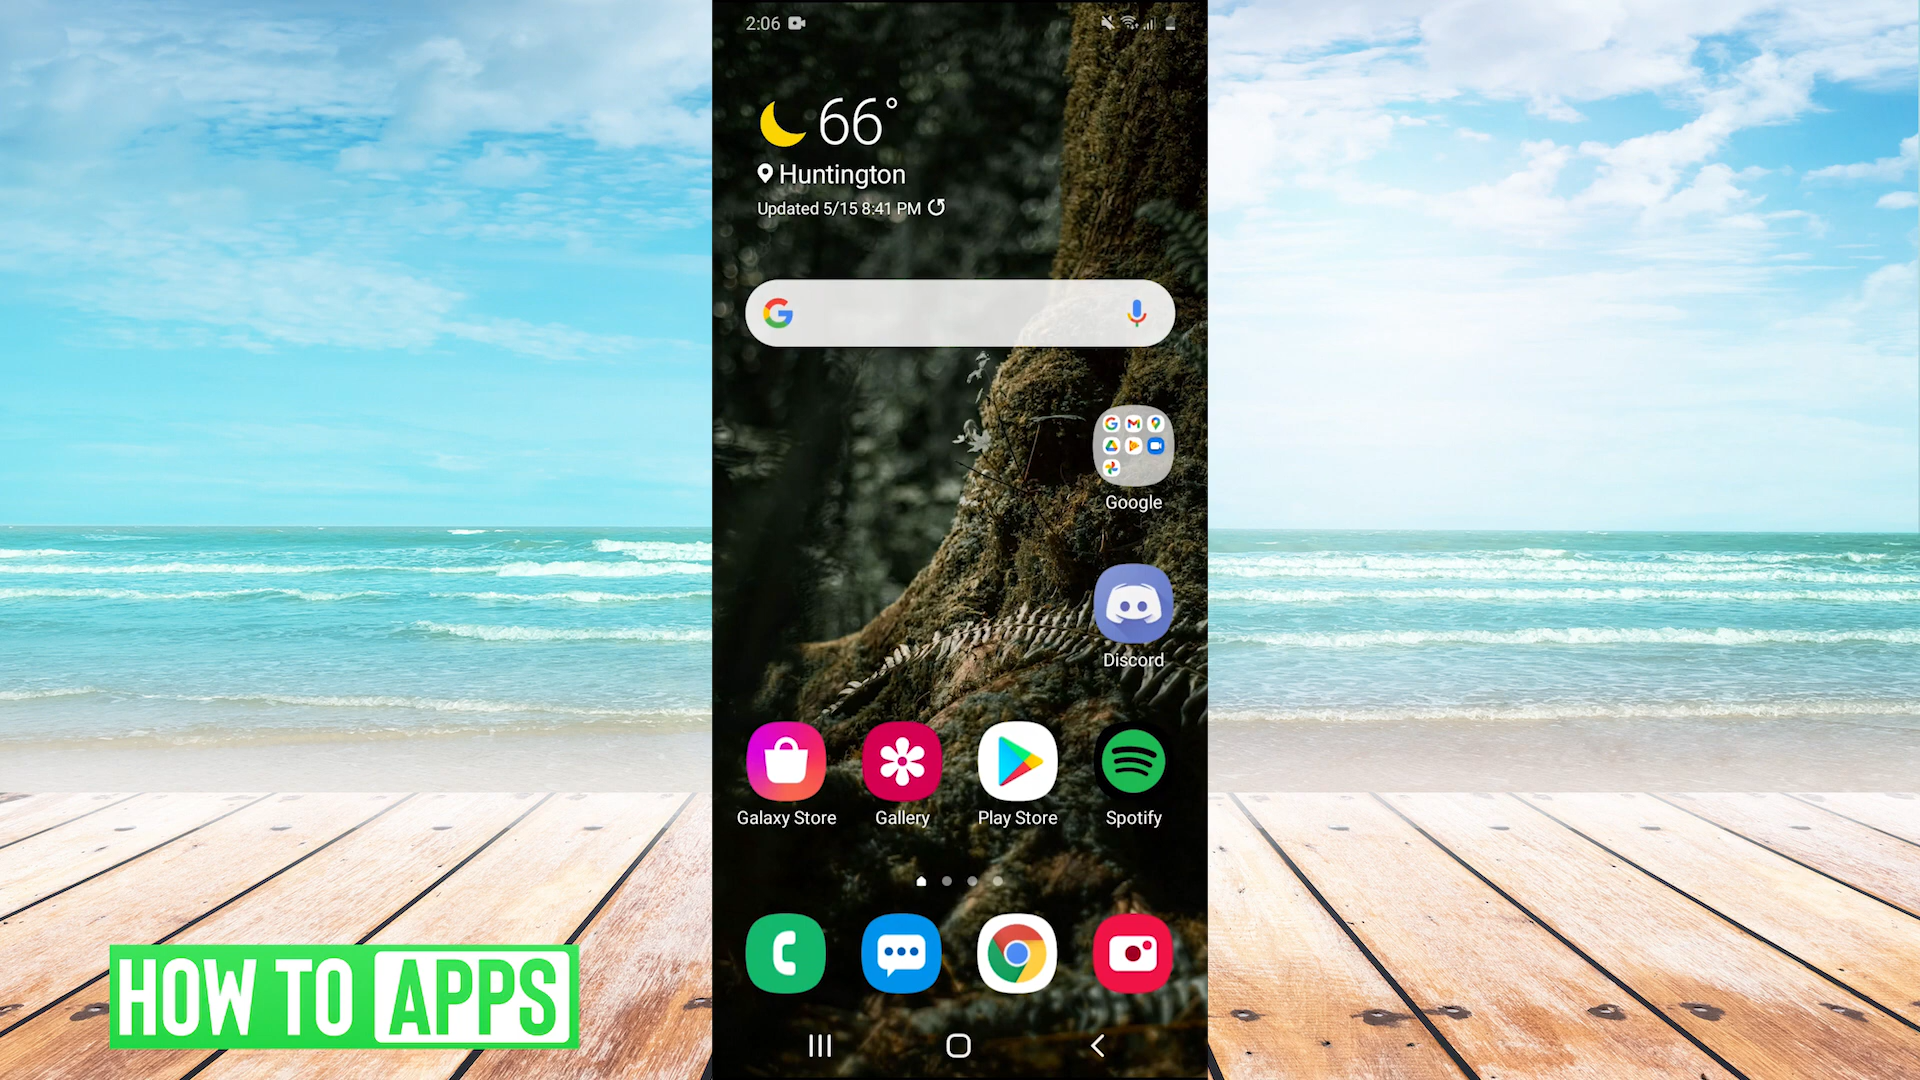 2:06
66°
Huntington
Updated 5/15 8:41 PM
Google
Discord
Galaxy Store
Gallery
Play Store
Spotify
HOW TO APPS